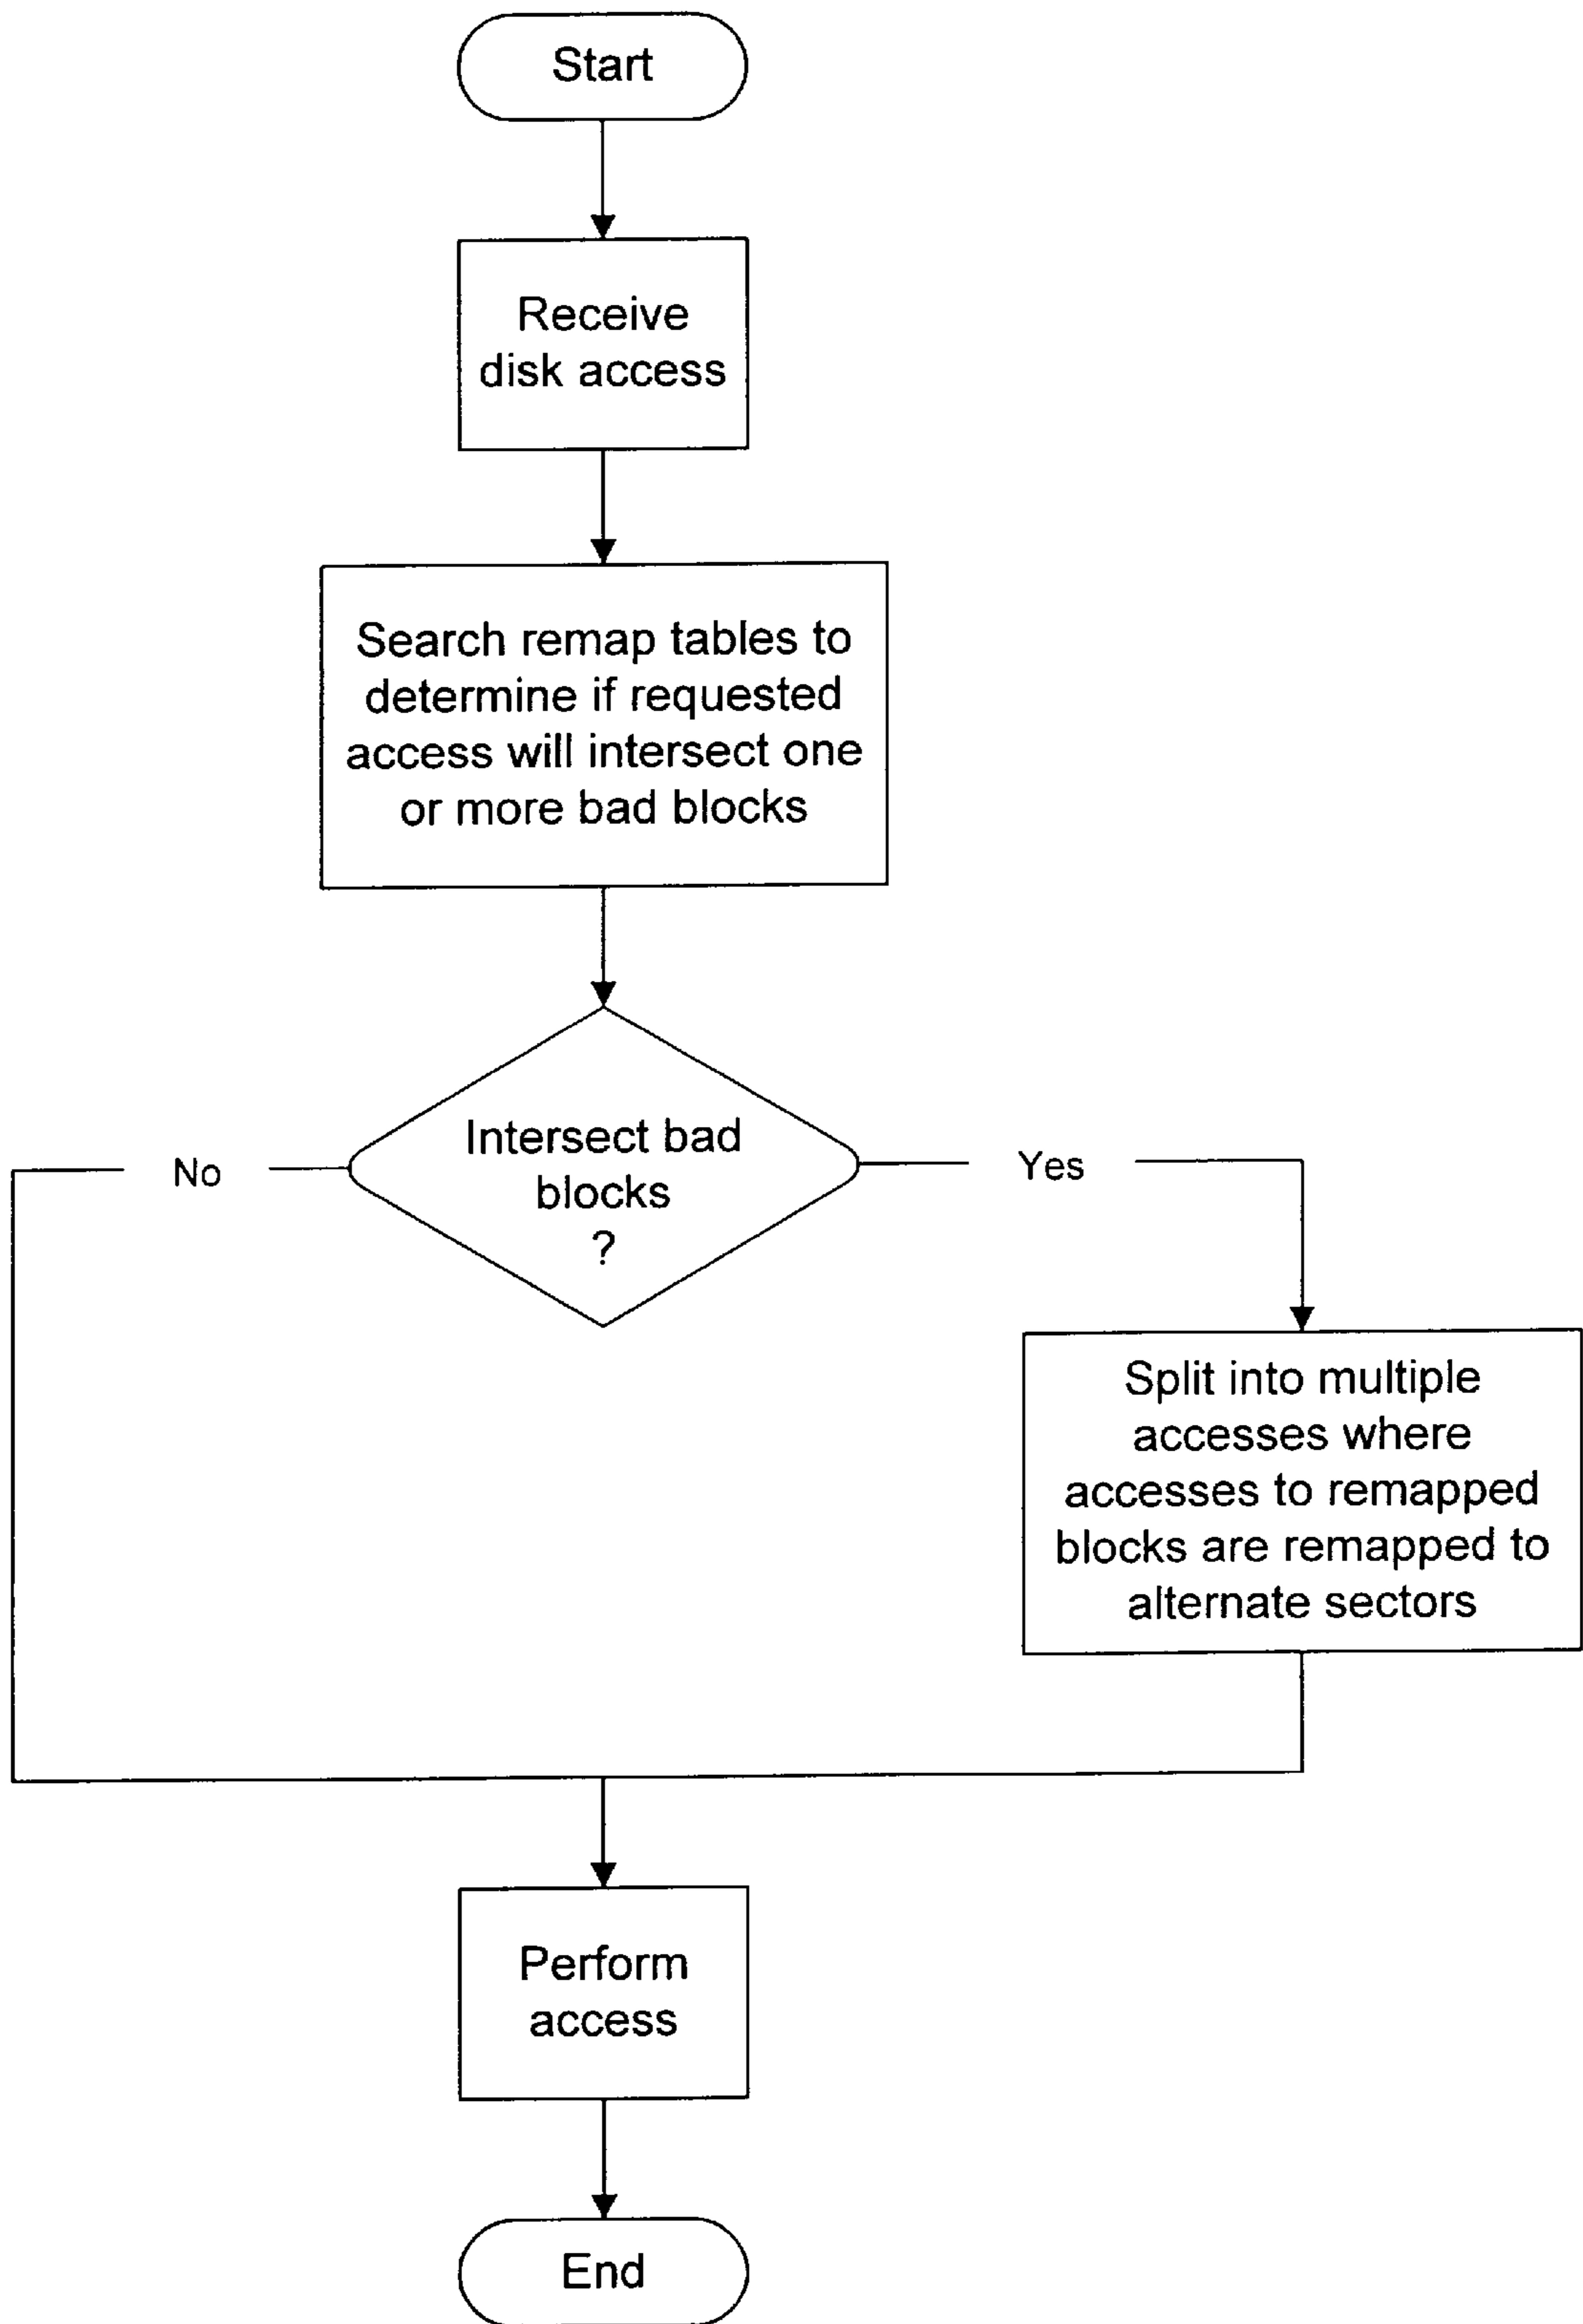 Start
Receive
disk access
Search remap tables to
determine if requested
access will intersect one
or more bad blocks
Intersect bad
blocks
?
No
Yes
Split into multiple
accesses where
accesses to remapped
blocks are remapped to
alternate sectors
Perform
access
End